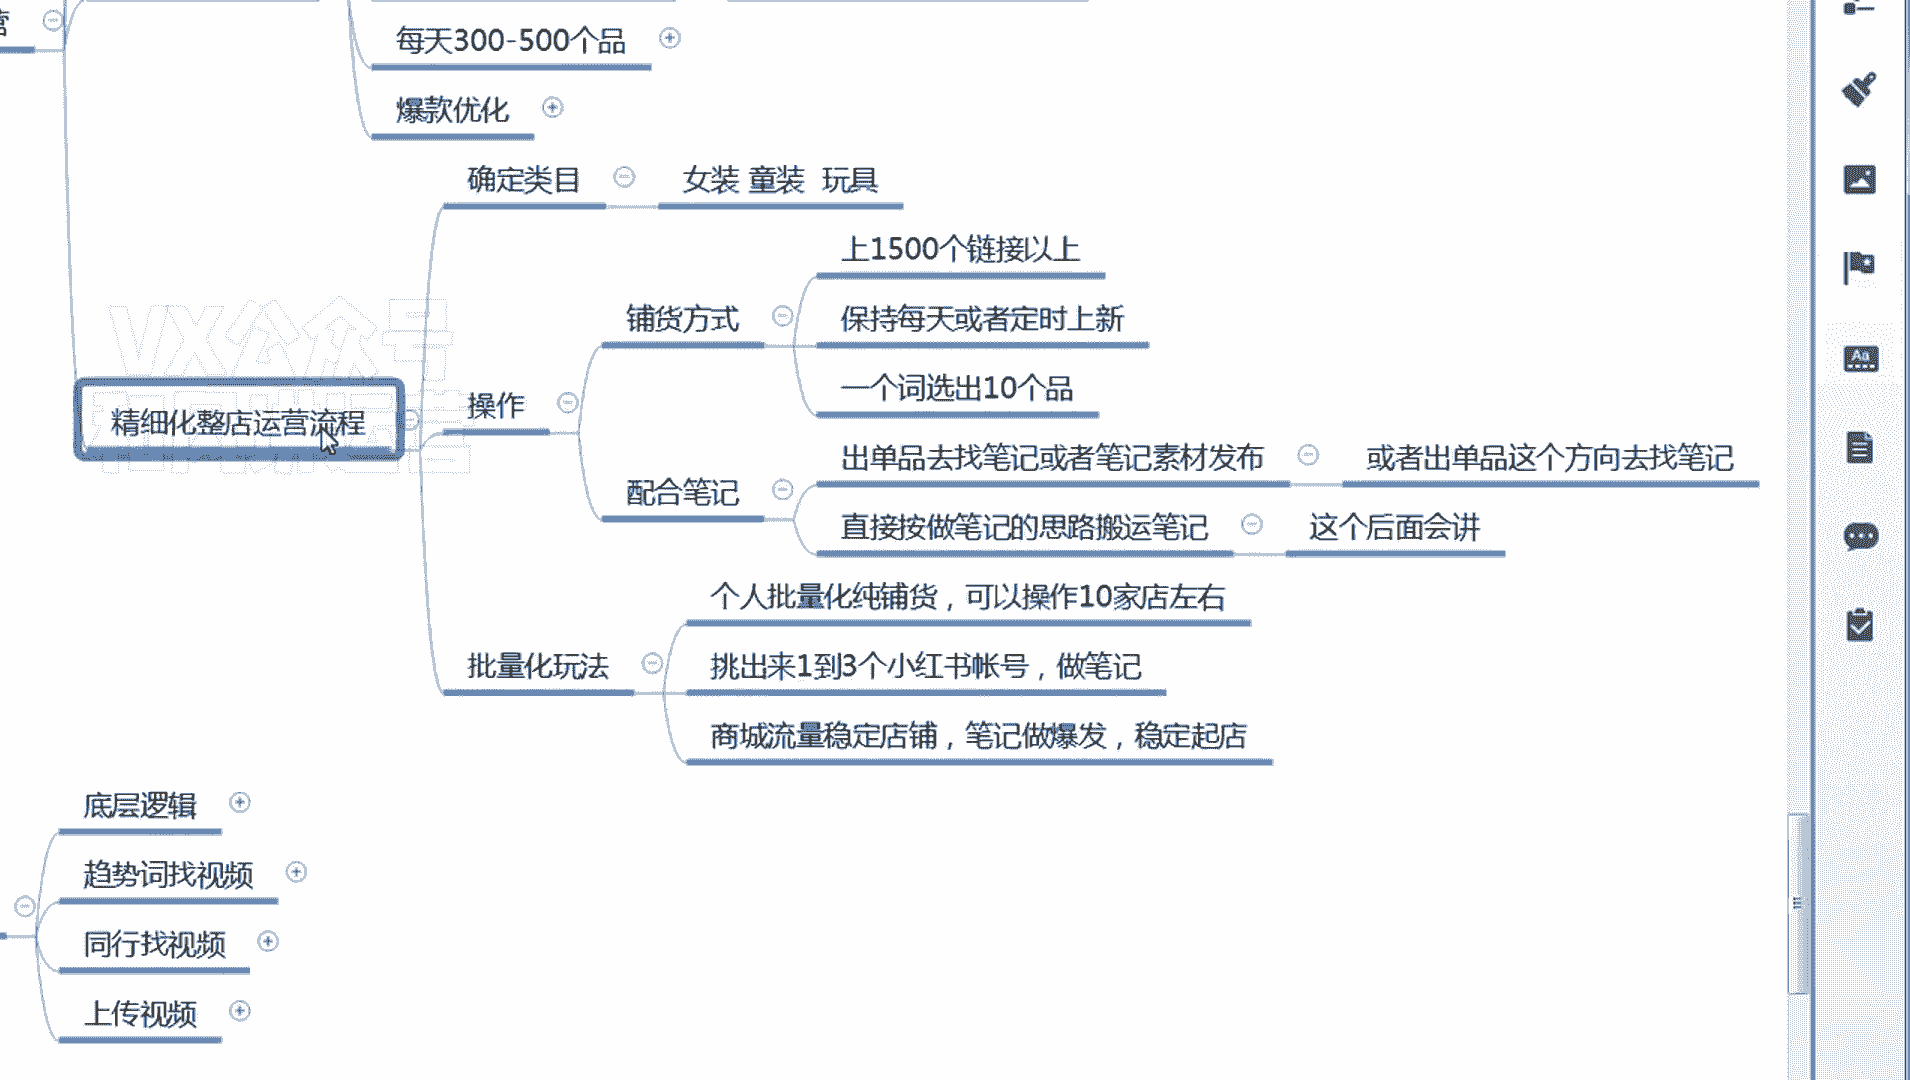 营
每天300-500个品
爆款优化
确定类目
女装 童装 玩具
上1500个链接以上
铺货方式
保持每天或者定时上新
一个词选出10个品
VX公众号
精细化整店运营流程
操作
出单品去找笔记或者笔记素材发布
或者出单品这个方向去找笔记
配合笔记
直接按做笔记的思路搬运笔记
这个后面会讲
个人批量化纯铺货，可以操作10家店左右
批量化玩法
挑出来1到3个小红书帐号，做笔记
商城流量稳定店铺，笔记做爆发，稳定起店
底层逻辑
趋势词找视频
同行找视频
上传视频
Aa